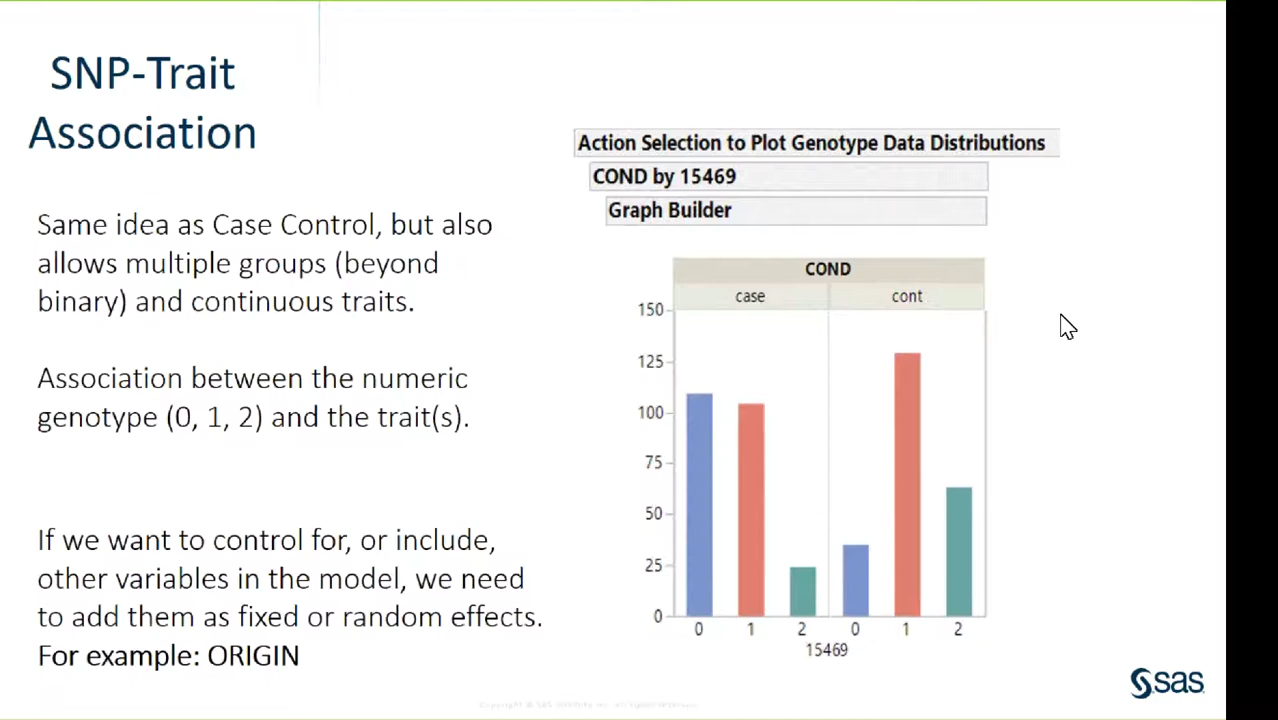 SNP-Trait
Association
Same idea as Case Control, but also
allows multiple groups (beyond
binary) and continuous traits.
Association between the numeric
genotype (0, 1, 2) and the trait(s).
If we want to control for, or include,
other variables in the model, we need
to add them as fixed or random effects.
For example: ORIGIN
Action Selection to Plot Genotype Data Distributions
COND by 15469
Graph Builder
COND
case cont
150
125
100
75
50
25
0
0 1 2 0 1 2
15469
sas